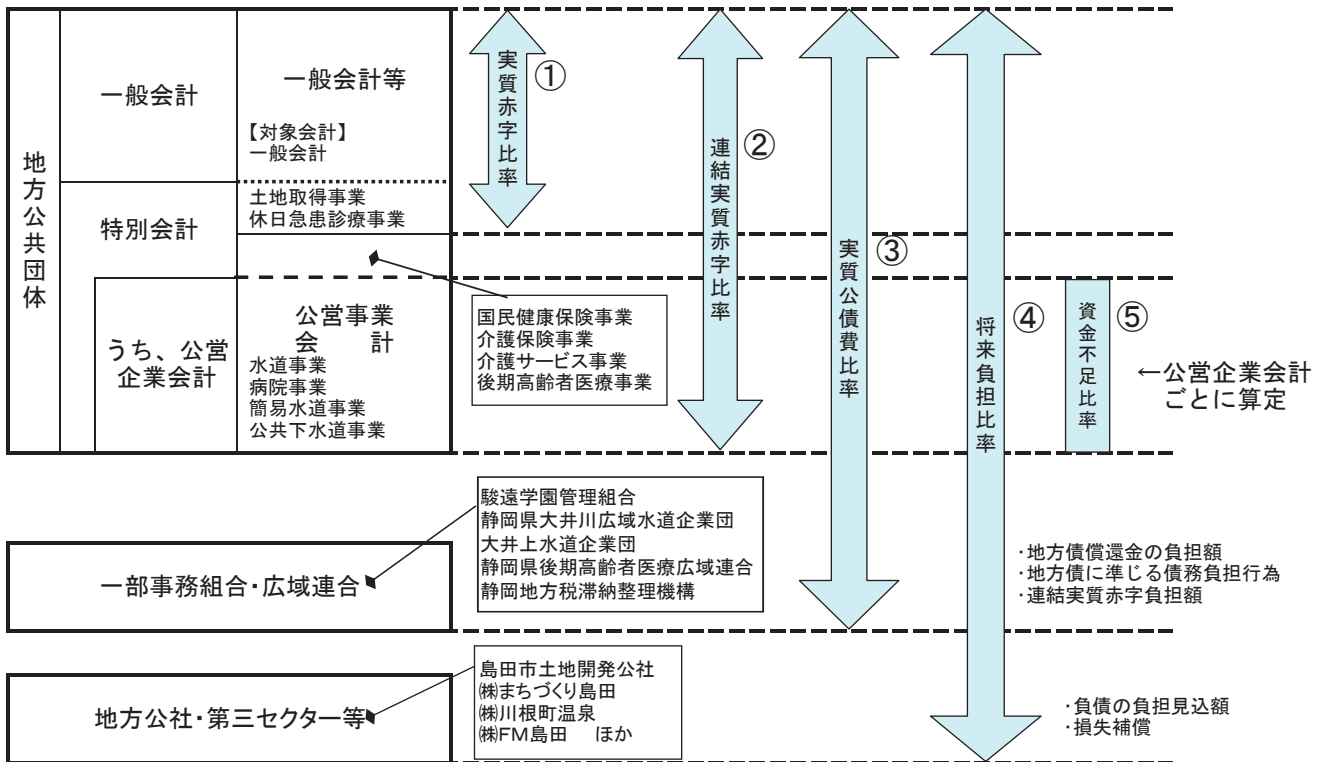 地方公共団体
一般会計
特別会計
うち、公営
企業会計
一般会計等
【対象会計】
一般会計
土地取得事業
休日急患診療事業
公営事業
会　　計
水道事業
病院事業
簡易水道事業
公共下水道事業
国民健康保険事業
介護保険事業
介護サービス事業
後期高齢者医療事業
実質赤字比率
①
連結実質赤字比率
②
実質公債費比率
③
将来負担比率
④
資金不足比率
⑤
←公営企業会計
ごとに算定
一部事務組合・広域連合
駿遠学園管理組合
静岡県大井川広域水道企業団
大井上水道企業団
静岡県後期高齢者医療広域連合
静岡地方税滞納整理機構
・地方債償還金の負担額
・地方債に準じる債務負担行為
・連結実質赤字負担額
地方公社・第三セクター等
島田市土地開発公社
㈱まちづくり島田
㈱川根町温泉
㈱FM島田　ほか
・負債の負担見込額
・損失補償